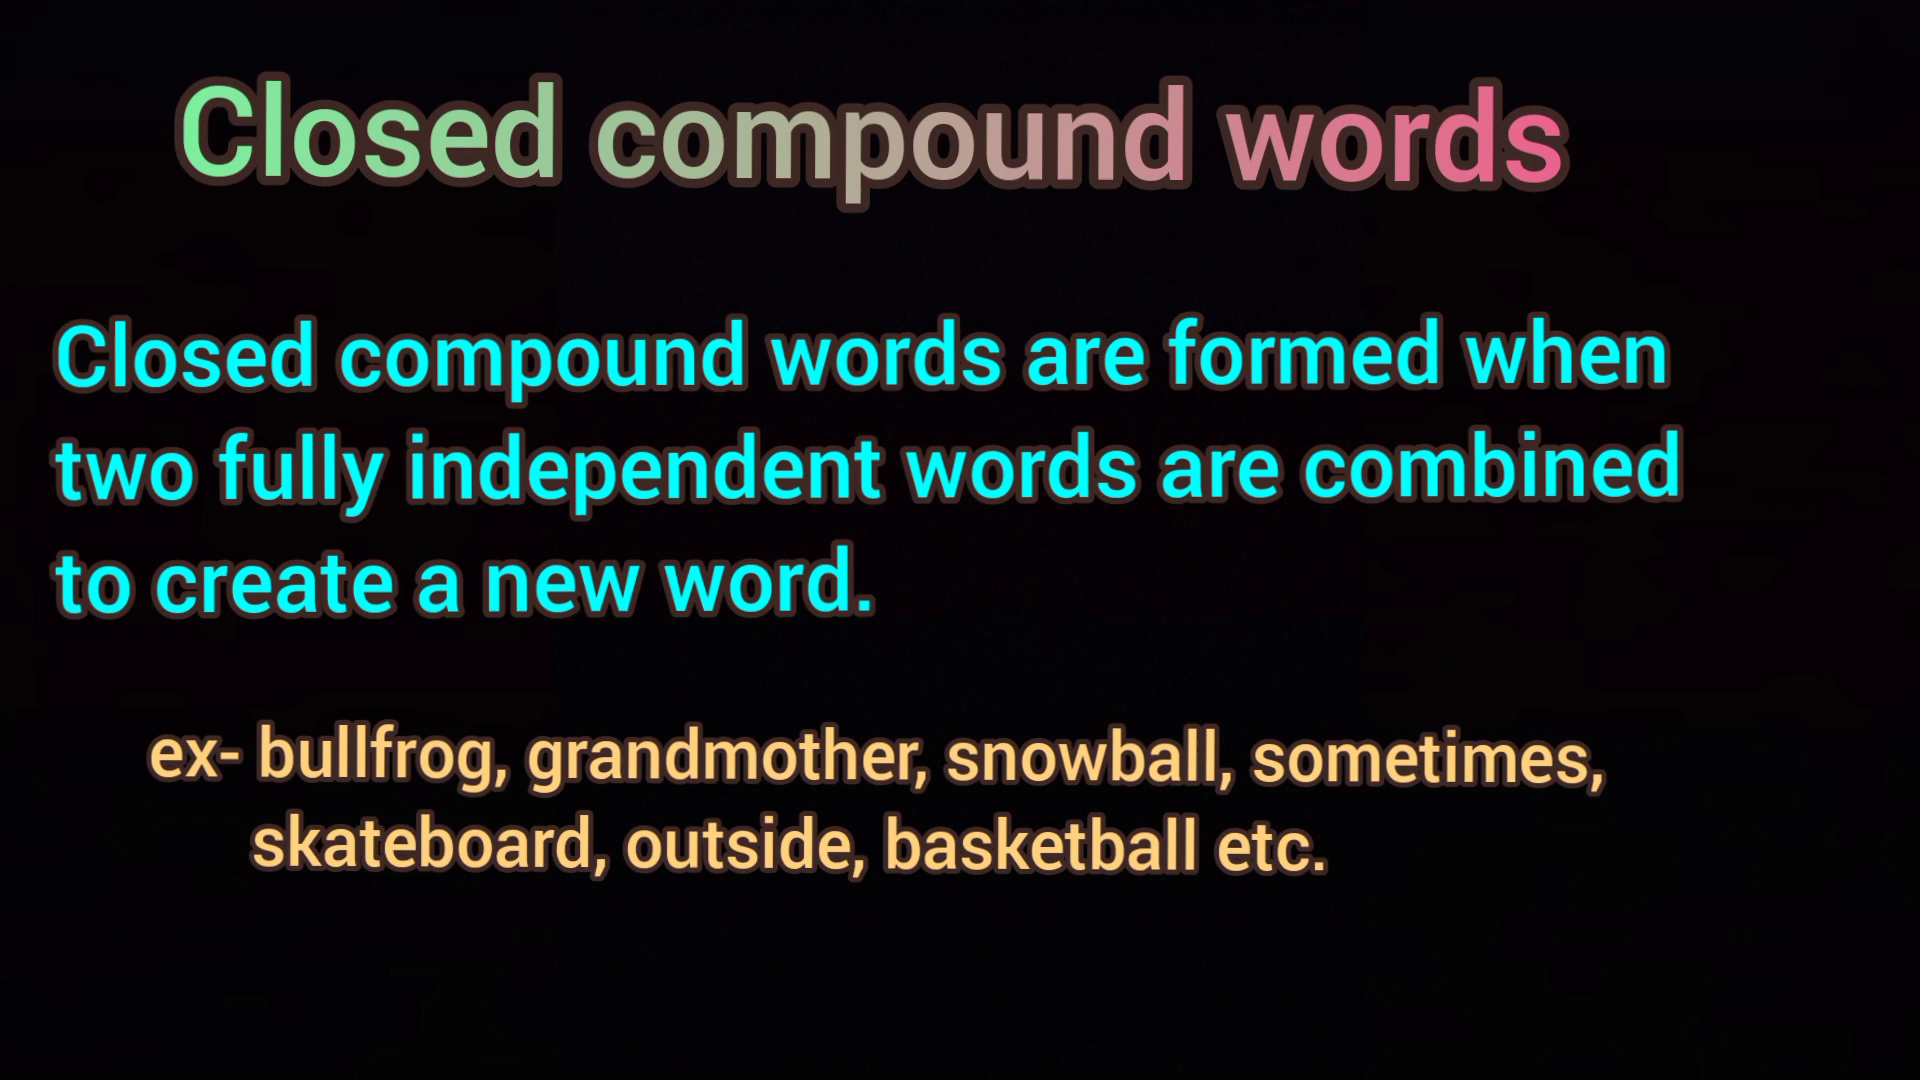 Closed compound words
Closed compound words are formed when
two fully independent words are combined
to create a new word.
ex- bullfrog, grandmother, snowball, sometimes,
skateboard, outside, basketball etc.